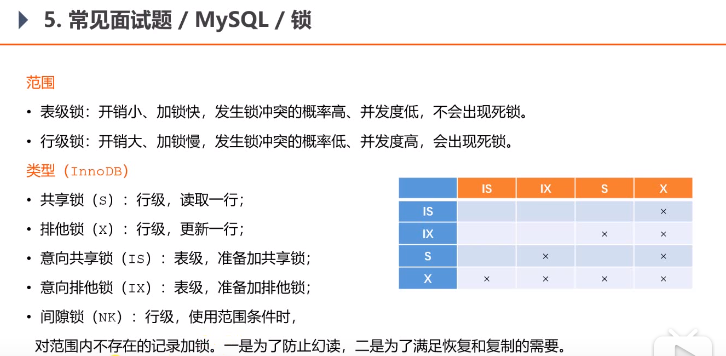 5. 常见面试题 / MySQL / 锁
范围
• 表级锁：开销小、加锁快，发生锁冲突的概率高、并发度低，不会出现死锁。
• 行级锁：开销大、加锁慢，发生锁冲突的概率低、并发度高，会出现死锁。
类型（InnoDB）
• 共享锁（S）：行级，读取一行；
• 排他锁（X）：行级，更新一行；
• 意向共享锁（IS）：表级，准备加共享锁；
• 意向排他锁（IX）：表级，准备加排他锁；
• 间隙锁（NK）：行级，使用范围条件时，
对范围内不存在的记录加锁。一是为了防止幻读，二是为了满足恢复和复制的需要。
IS IX S X
IS ×
IX × ×
S × ×
X × × × ×